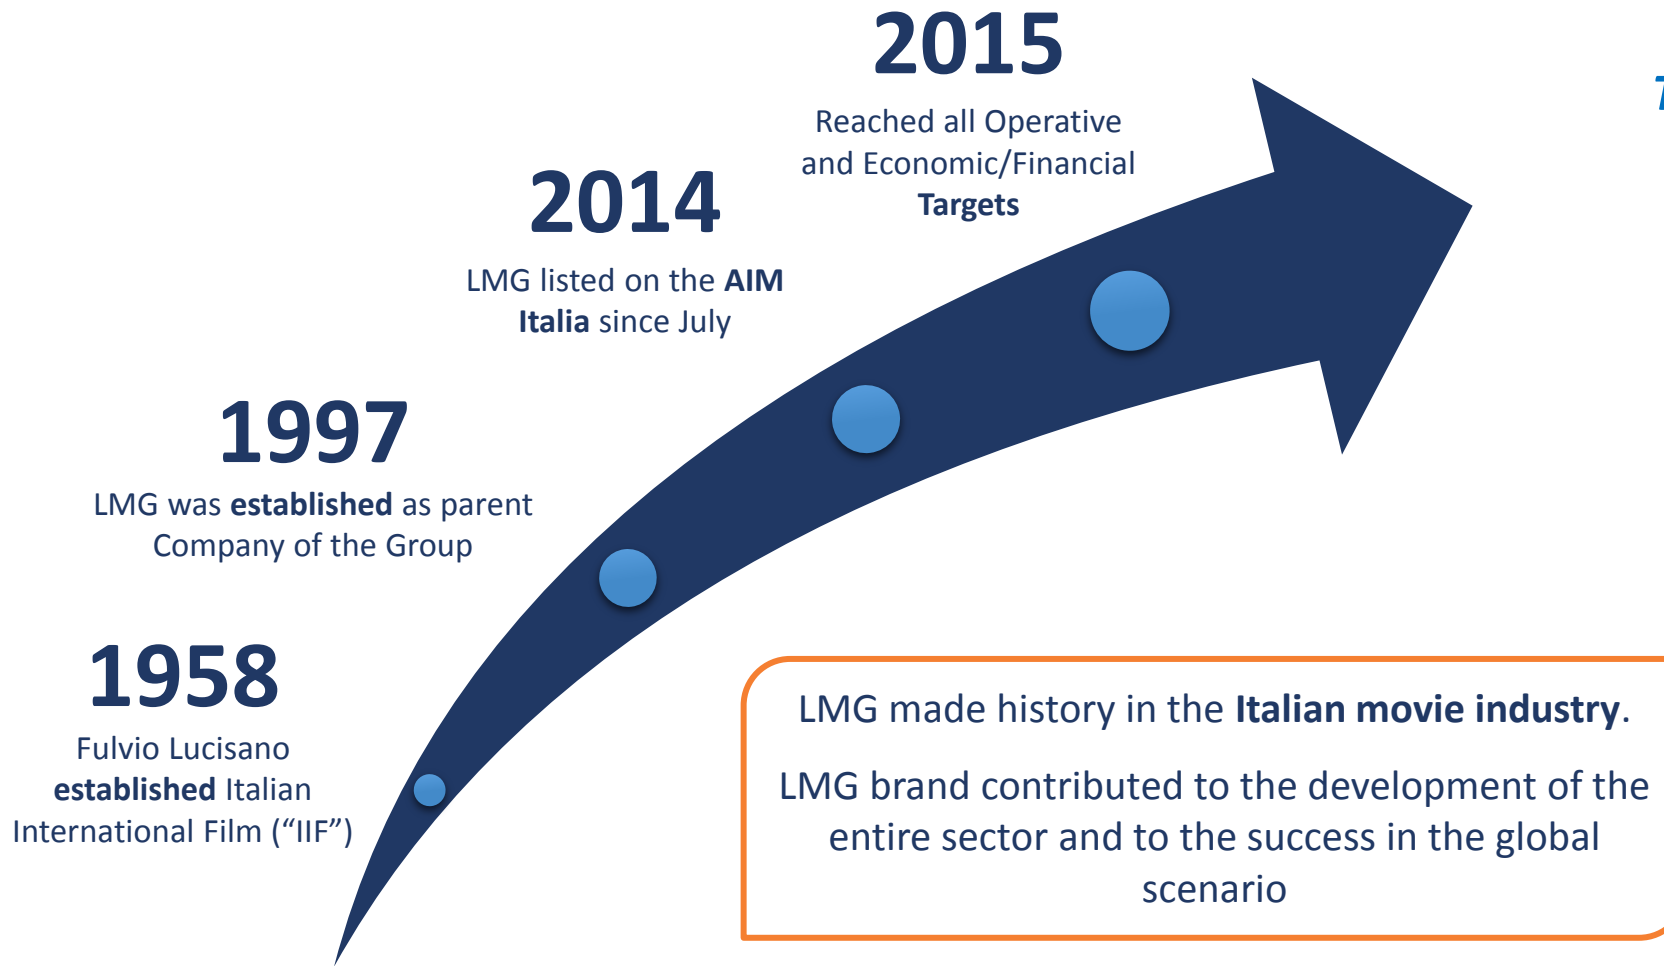 2015
Reached all Operative
and Economic/Financial
Targets
2014
LMG listed on the AIM
Italia since July
1997
LMG was established as parent
Company of the Group
1958
Fulvio Lucisano
established Italian
International Film (“IIF”)
LMG made history in the Italian movie industry.
LMG brand contributed to the development of the
entire sector and to the success in the global
scenario